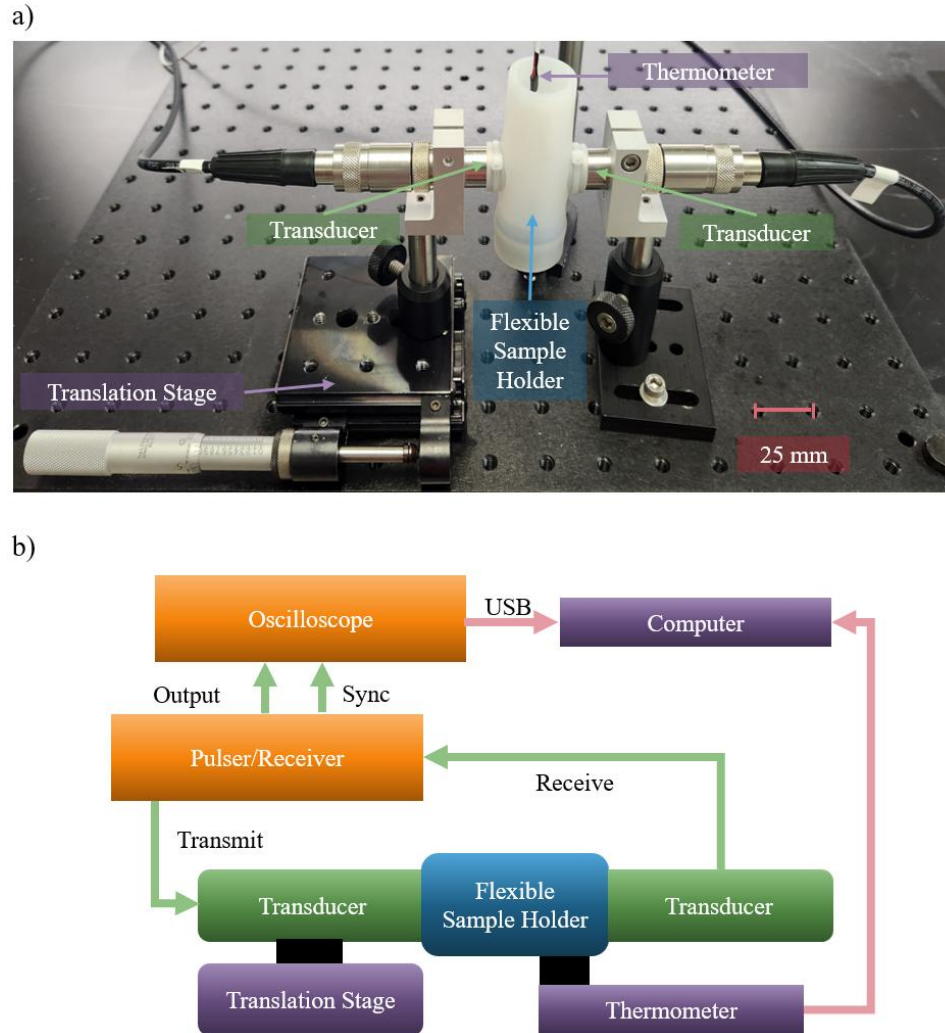 a)
Thermometer
Transducer
Transducer
Flexible
Sample
Holder
Translation Stage
25 mm
b)
Oscilloscope
USB
Computer
Output
Sync
Pulser/Receiver
Receive
Transmit
Transducer
Flexible
Sample Holder
Transducer
Translation Stage
Thermometer